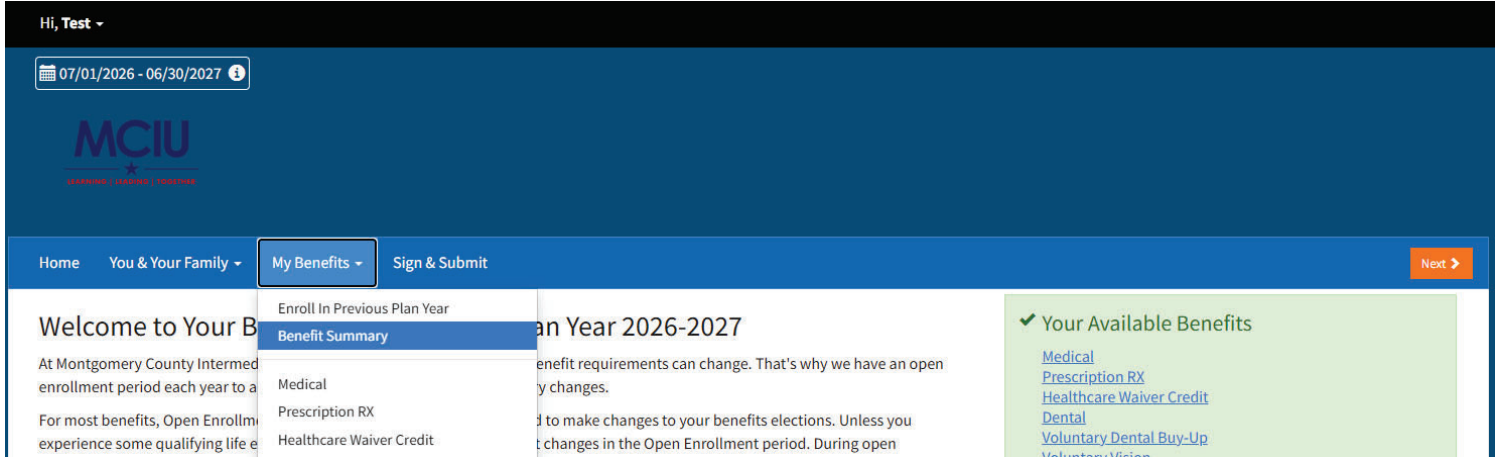 Hi, Test
07/01/2026 - 06/30/2027
MCIU
LEARNING / LEADING / TOGETHER
Home You & Your Family My Benefits Sign & Submit Next
Enroll In Previous Plan Year
Benefit Summary
Medical
Prescription RX
Healthcare Waiver Credit
Welcome to Your B an Year 2026-2027
At Montgomery County Intermed enefit requirements can change. That's why we have an open
enrollment period each year to a y changes.
For most benefits, Open Enrollm d to make changes to your benefits elections. Unless you
experience some qualifying life e t changes in the Open Enrollment period. During open
Your Available Benefits
Medical
Prescription RX
Healthcare Waiver Credit
Dental
Voluntary Dental Buy-Up
Voluntary Vision